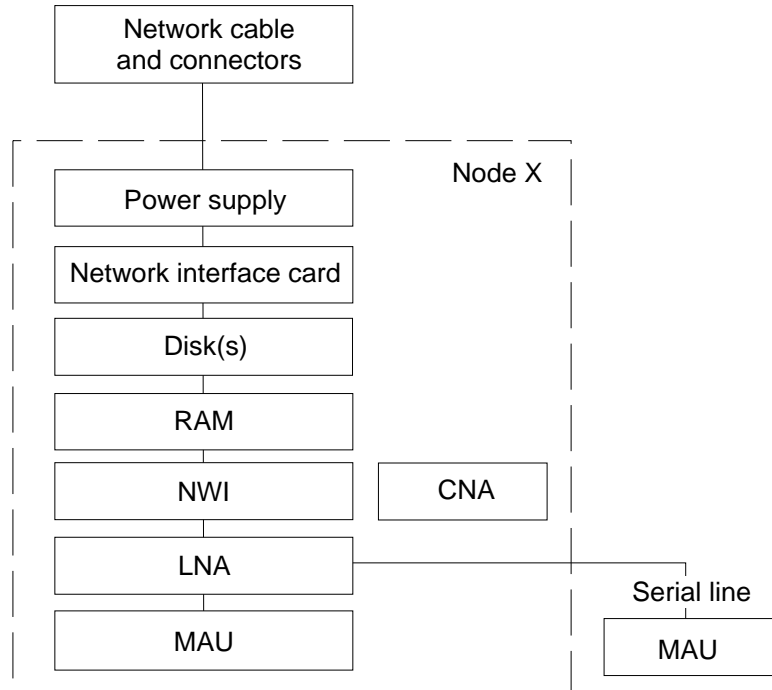 Network cable
and connectors
Node X
Power supply
Network interface card
Disk(s)
RAM
NWI
CNA
LNA
Serial line
MAU
MAU